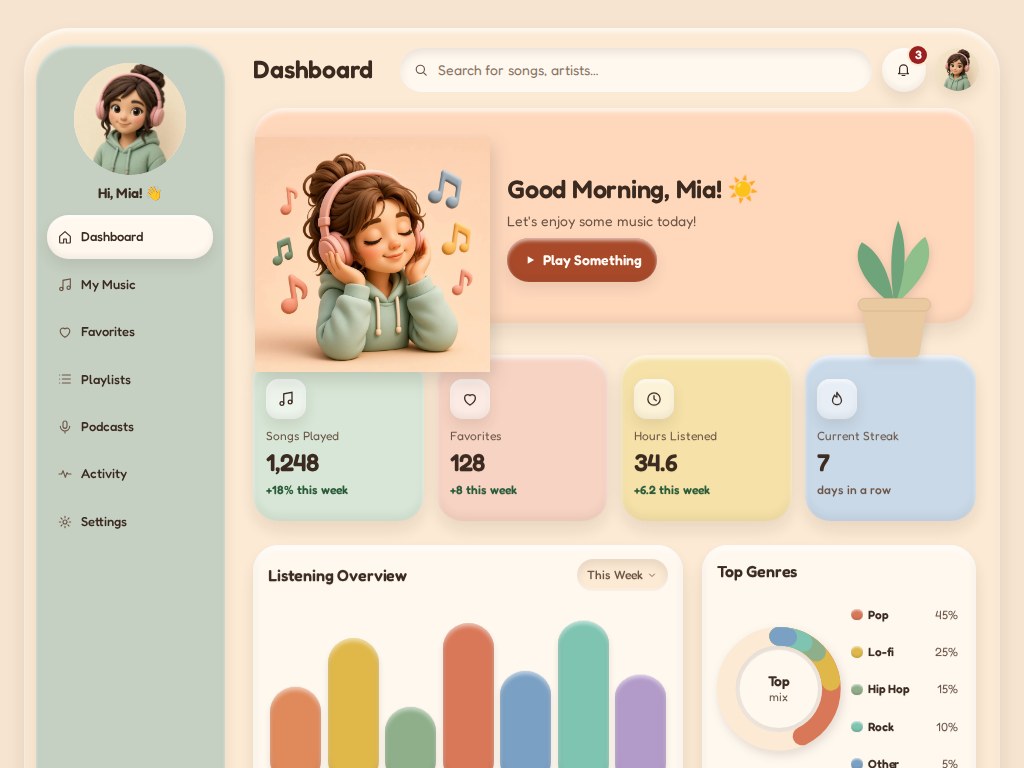 Hi, Mia! 👋
Dashboard
My Music
Favorites
Playlists
Podcasts
Activity
Settings
Dashboard
Search for songs, artists...
3
Good Morning, Mia! ☀️
Let's enjoy some music today!
Play Something
Songs Played
1,248
+18% this week
Favorites
128
+8 this week
Hours Listened
34.6
+6.2 this week
Current Streak
7
days in a row
Listening Overview
This Week
Top Genres
Top
mix
Pop 45%
Lo-fi 25%
Hip Hop 15%
Rock 10%
Other 5%